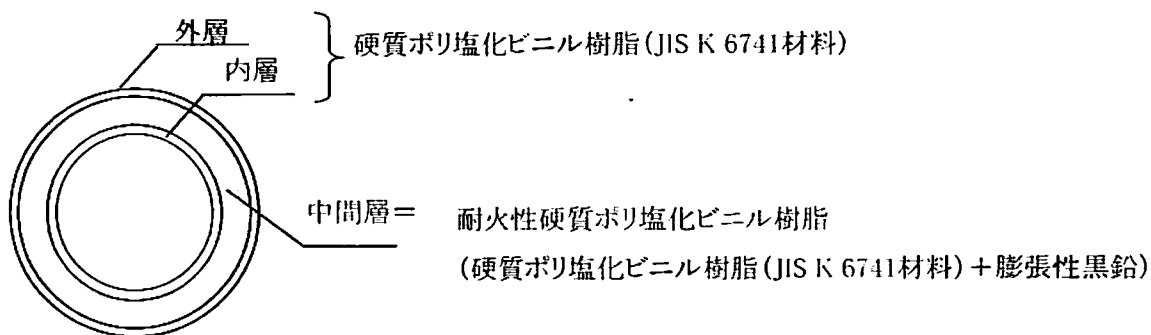 外層
内層
硬質ポリ塩化ビニル樹脂(JIS K 6741材料)
中間層＝ 耐火性硬質ポリ塩化ビニル樹脂
(硬質ポリ塩化ビニル樹脂(JIS K 6741材料)＋膨張性黒鉛)